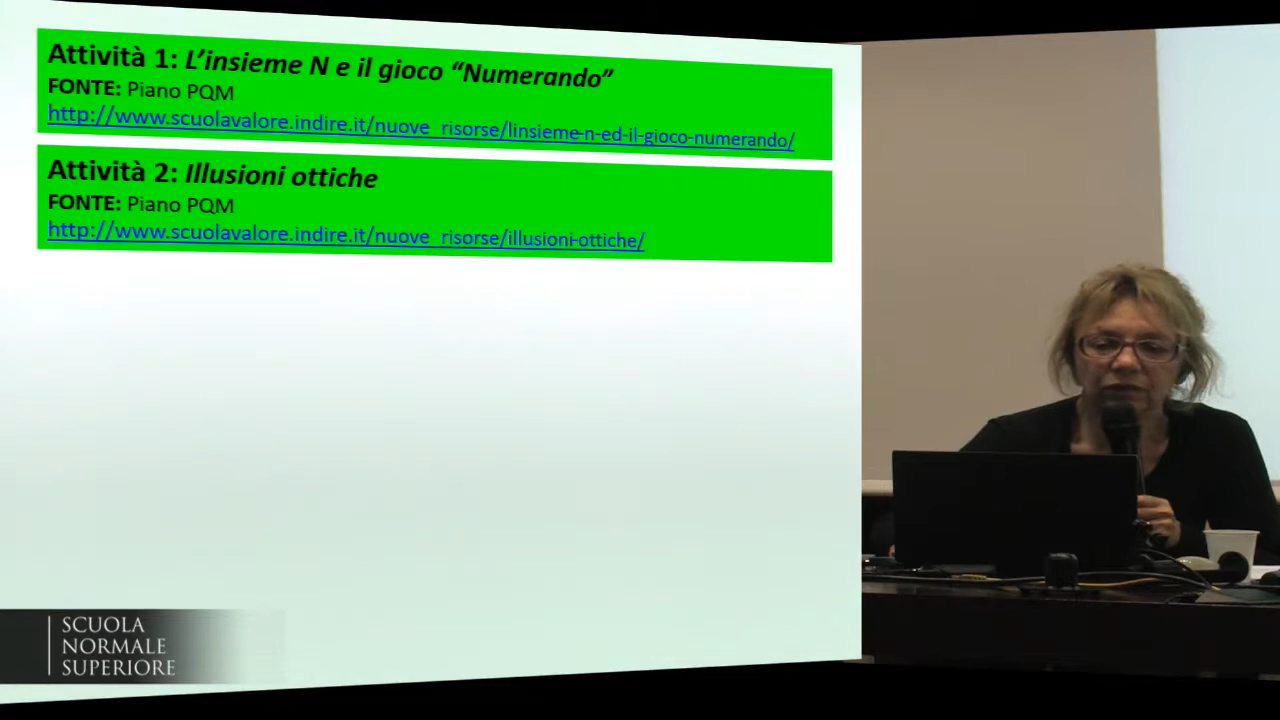 Attività 1: L'insieme N e il gioco “Numerando”
FONTE: Piano PQM
http://www.scuolavalore.indire.it/nuove_risorse/linsieme-n-ed-il-gioco-numerando/
Attività 2: Illusioni ottiche
FONTE: Piano PQM
http://www.scuolavalore.indire.it/nuove_risorse/illusioni-ottiche/
SCUOLA
NORMALE
SUPERIORE